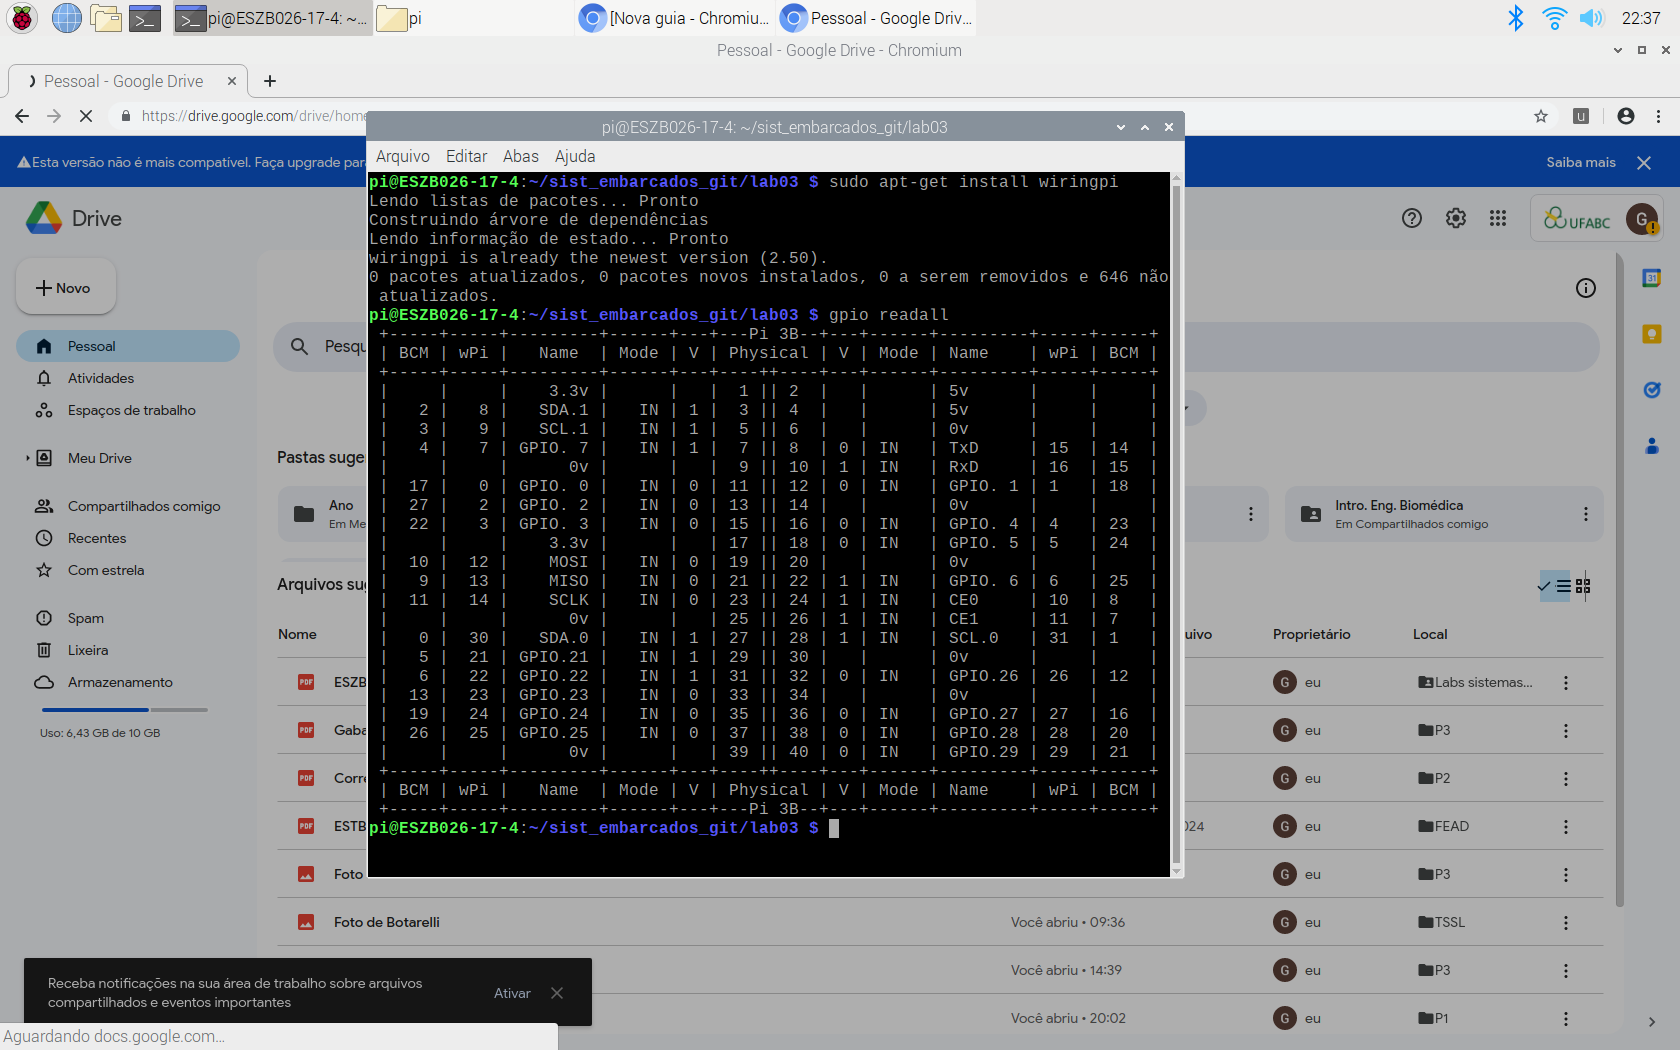 pi@ESZB026-17-4: ~...
pi
[Nova guia - Chromiu...
Pessoal - Google Driv...
22:37
Pessoal - Google Drive - Chromium
Pessoal - Google Drive
https://drive.google.com/drive/home
Esta versão não é mais compatível. Faça upgrade par
Saiba mais
Drive
UFABC
G
Novo
Pessoal
Atividades
Espaços de trabalho
Meu Drive
Compartilhados comigo
Recentes
Com estrela
Spam
Lixeira
Armazenamento
Uso: 6,43 GB de 10 GB
Pesqu
Pastas suge
Ano
Em Me
Intro. Eng. Biomédica
Em Compartilhados comigo
Arquivos sug
Nome
uivo
Proprietário
Local
ESZB
G eu
Labs sistemas...
Gaba
G eu
P3
Corre
G eu
P2
ESTB
024
G eu
FEAD
Foto
G eu
P3
Foto de Botarelli
Você abriu • 09:36
G eu
TSSL
Você abriu • 14:39
G eu
P3
Você abriu • 20:02
G eu
P1
Receba notificações na sua área de trabalho sobre arquivos
compartilhados e eventos importantes
Ativar
Aguardando docs.google.com...
pi@ESZB026-17-4: ~/sist_embarcados_git/lab03
Arquivo Editar Abas Ajuda
pi@ESZB026-17-4:~/sist_embarcados_git/lab03 $ sudo apt-get install wiringpi
Lendo listas de pacotes... Pronto
Construindo árvore de dependências
Lendo informação de estado... Pronto
wiringpi is already the newest version (2.50).
0 pacotes atualizados, 0 pacotes novos instalados, 0 a serem removidos e 646 não
 atualizados.
pi@ESZB026-17-4:~/sist_embarcados_git/lab03 $ gpio readall
 +-----+-----+---------+------+---+---Pi 3B--+---+------+---------+-----+-----+
 | BCM | wPi |   Name  | Mode | V | Physical | V | Mode | Name    | wPi | BCM |
 +-----+-----+---------+------+---+----++----+---+------+---------+-----+-----+
 |     |     |    3.3v |      |   |  1 || 2  |   |      | 5v      |     |     |
 |   2 |   8 |   SDA.1 |   IN | 1 |  3 || 4  |   |      | 5v      |     |     |
 |   3 |   9 |   SCL.1 |   IN | 1 |  5 || 6  |   |      | 0v      |     |     |
 |   4 |   7 | GPIO. 7 |   IN | 1 |  7 || 8  | 0 | IN   | TxD     | 15  | 14  |
 |     |     |      0v |      |   |  9 || 10 | 1 | IN   | RxD     | 16  | 15  |
 |  17 |   0 | GPIO. 0 |   IN | 0 | 11 || 12 | 0 | IN   | GPIO. 1 | 1   | 18  |
 |  27 |   2 | GPIO. 2 |   IN | 0 | 13 || 14 |   |      | 0v      |     |     |
 |  22 |   3 | GPIO. 3 |   IN | 0 | 15 || 16 | 0 | IN   | GPIO. 4 | 4   | 23  |
 |     |     |    3.3v |      |   | 17 || 18 | 0 | IN   | GPIO. 5 | 5   | 24  |
 |  10 |  12 |    MOSI |   IN | 0 | 19 || 20 |   |      | 0v      |     |     |
 |   9 |  13 |    MISO |   IN | 0 | 21 || 22 | 1 | IN   | GPIO. 6 | 6   | 25  |
 |  11 |  14 |    SCLK |   IN | 0 | 23 || 24 | 1 | IN   | CE0     | 10  | 8   |
 |     |     |      0v |      |   | 25 || 26 | 1 | IN   | CE1     | 11  | 7   |
 |   0 |  30 |   SDA.0 |   IN | 1 | 27 || 28 | 1 | IN   | SCL.0   | 31  | 1   |
 |   5 |  21 | GPIO.21 |   IN | 1 | 29 || 30 |   |      | 0v      |     |     |
 |   6 |  22 | GPIO.22 |   IN | 1 | 31 || 32 | 0 | IN   | GPIO.26 | 26  | 12  |
 |  13 |  23 | GPIO.23 |   IN | 0 | 33 || 34 |   |      | 0v      |     |     |
 |  19 |  24 | GPIO.24 |   IN | 0 | 35 || 36 | 0 | IN   | GPIO.27 | 27  | 16  |
 |  26 |  25 | GPIO.25 |   IN | 0 | 37 || 38 | 0 | IN   | GPIO.28 | 28  | 20  |
 |     |     |      0v |      |   | 39 || 40 | 0 | IN   | GPIO.29 | 29  | 21  |
 +-----+-----+---------+------+---+----++----+---+------+---------+-----+-----+
 | BCM | wPi |   Name  | Mode | V | Physical | V | Mode | Name    | wPi | BCM |
 +-----+-----+---------+------+---+---Pi 3B--+---+------+---------+-----+-----+
pi@ESZB026-17-4:~/sist_embarcados_git/lab03 $